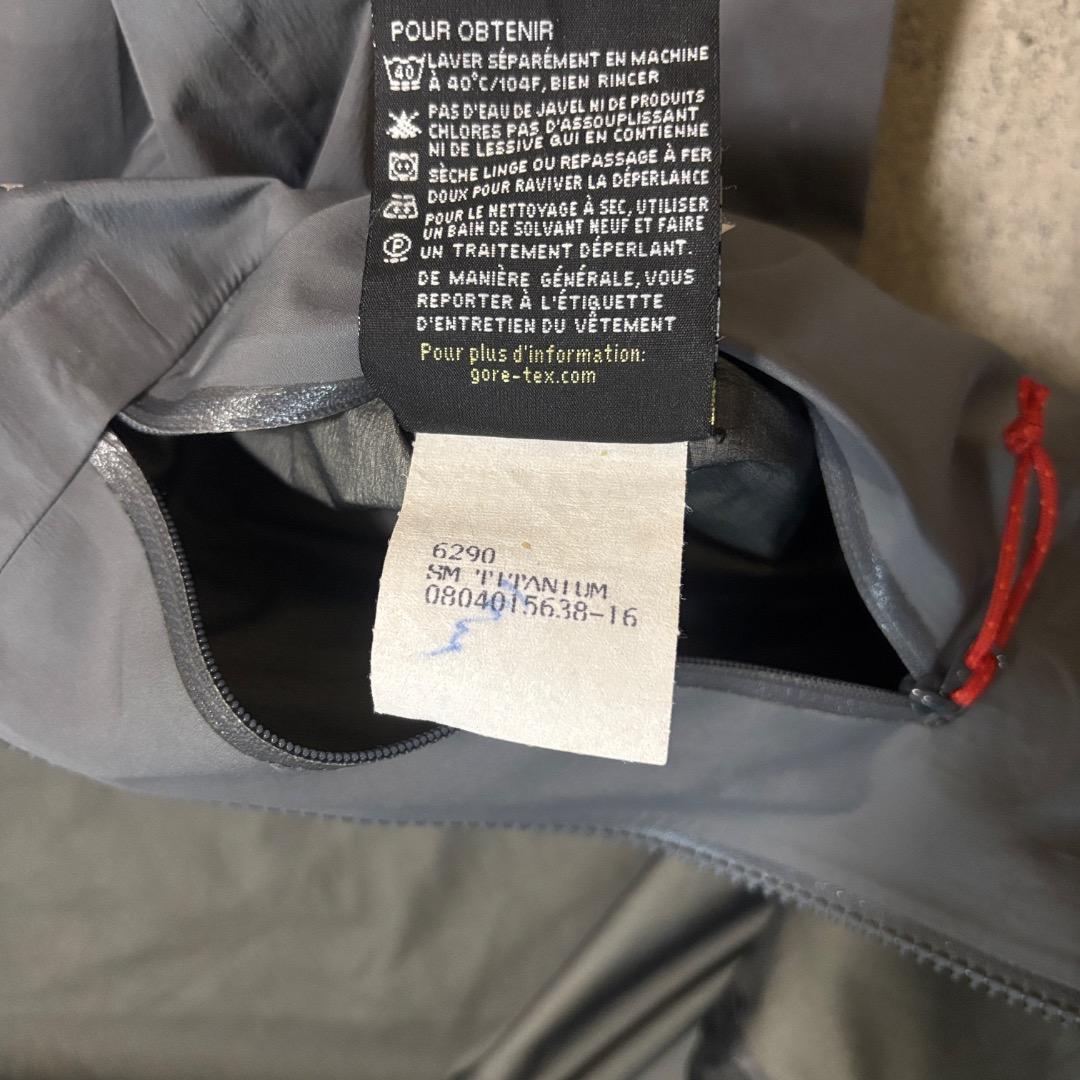 POUR OBTENIR
40
LAVER SÉPARÉMENT EN MACHINE
À 40°C/104F, BIEN RINCER
PAS D'EAU DE JAVEL NI DE PRODUITS
CHLORES PAS D'ASSOUPLISSANT
NI DE LESSIVE QUI EN CONTIENNE
SÈCHE LINGE OU REPASSAGE À FER
DOUX POUR RAVIVER LA DÉPERLANCE
POUR LE NETTOYAGE À SEC, UTILISER
UN BAIN DE SOLVANT NEUF ET FAIRE
P
UN TRAITEMENT DÉPERLANT.
DE MANIÈRE GÉNÉRALE, VOUS
REPORTER À L'ÉTIQUETTE
D'ENTRETIEN DU VÊTEMENT
Pour plus d'information:
gore-tex.com
6290
SM TITANIUM
0804015638-16